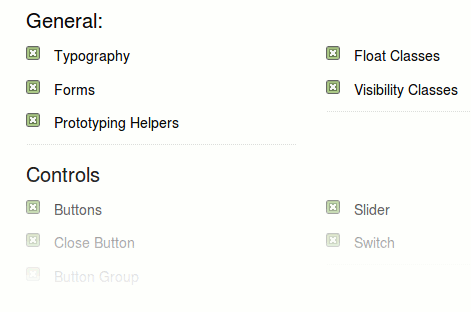 General:
Typography
Float Classes
Forms
Visibility Classes
Prototyping Helpers
Controls
Buttons
Slider
Close Button
Switch
Button Group